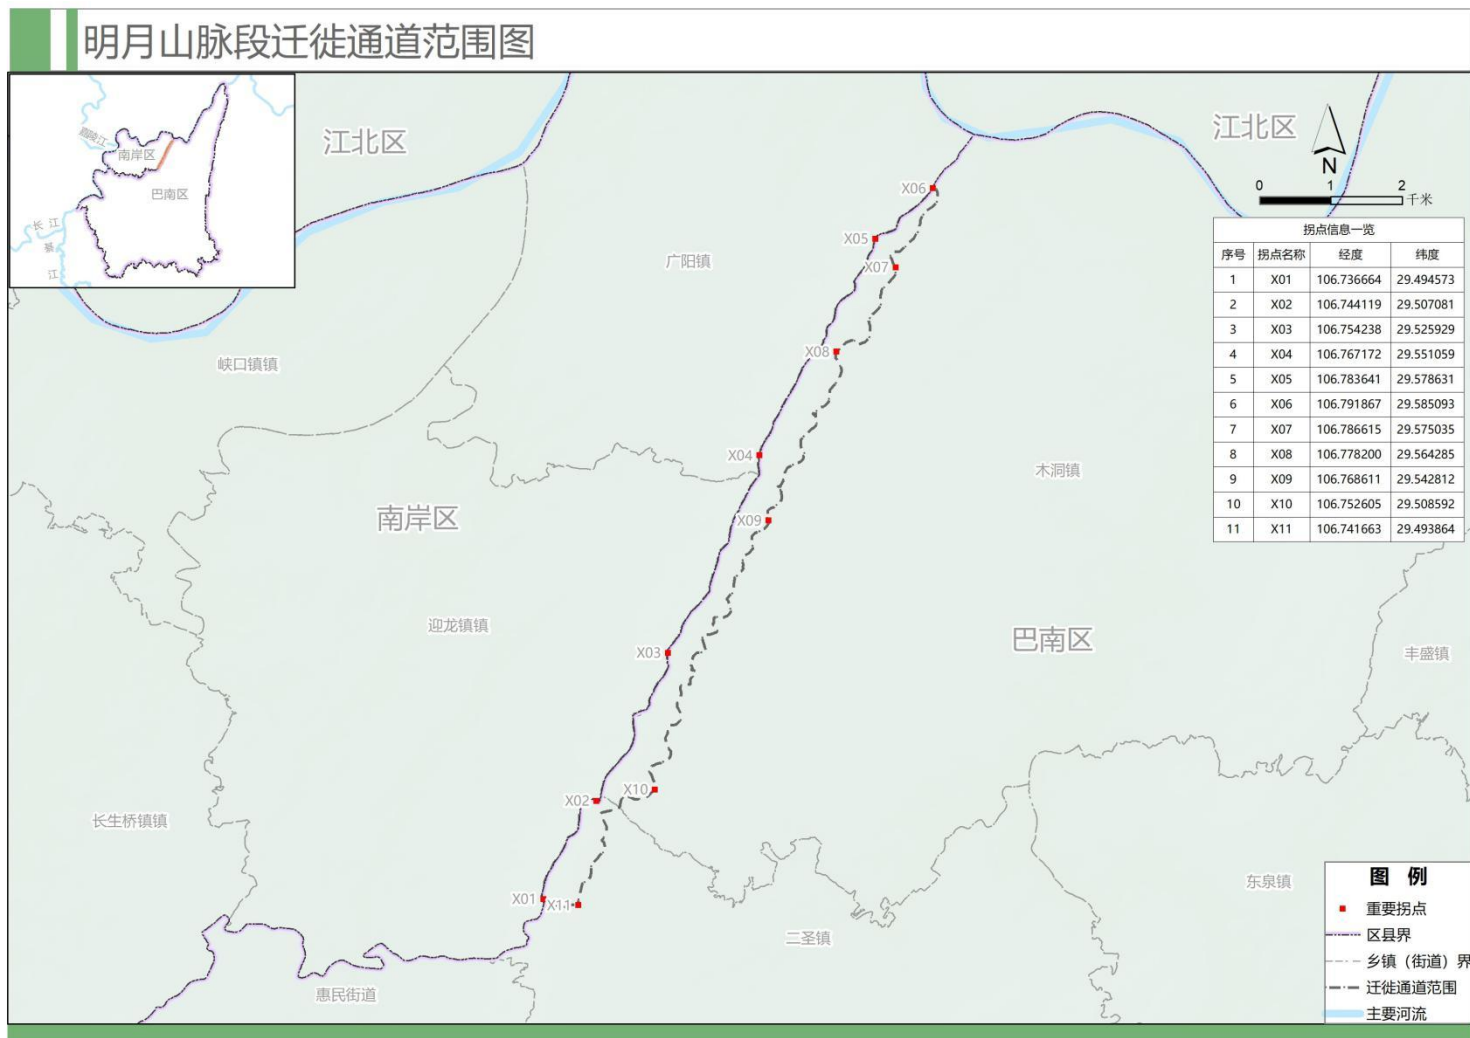 明月山脉段迁徙通道范围图
嘉陵江
南岸区
巴南区
长江
綦江
江北区
江北区
N
0 1 2
千米
X06
X05
X07
广阳镇
峡口镇镇
X08
X04
木洞镇
南岸区
X09
迎龙镇镇
巴南区
X03
丰盛镇
X10
X02
长生桥镇镇
东泉镇
X01
X11
二圣镇
惠民街道
拐点信息一览
序号 拐点名称 经度 纬度
1 X01 106.736664 29.494573
2 X02 106.744119 29.507081
3 X03 106.754238 29.525929
4 X04 106.767172 29.551059
5 X05 106.783641 29.578631
6 X06 106.791867 29.585093
7 X07 106.786615 29.575035
8 X08 106.778200 29.564285
9 X09 106.768611 29.542812
10 X10 106.752605 29.508592
11 X11 106.741663 29.493864
图 例
重要拐点
区县界
乡镇（街道）界
迁徙通道范围
主要河流